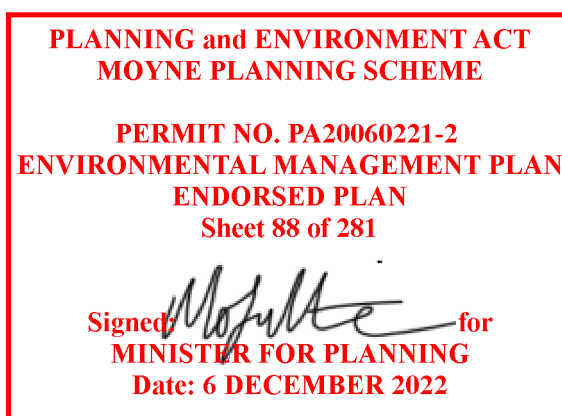 PLANNING and ENVIRONMENT ACT
MOYNE PLANNING SCHEME
PERMIT NO. PA20060221-2
ENVIRONMENTAL MANAGEMENT PLAN
ENDORSED PLAN
Sheet 88 of 281
Signed: for
MINISTER FOR PLANNING
Date: 6 DECEMBER 2022